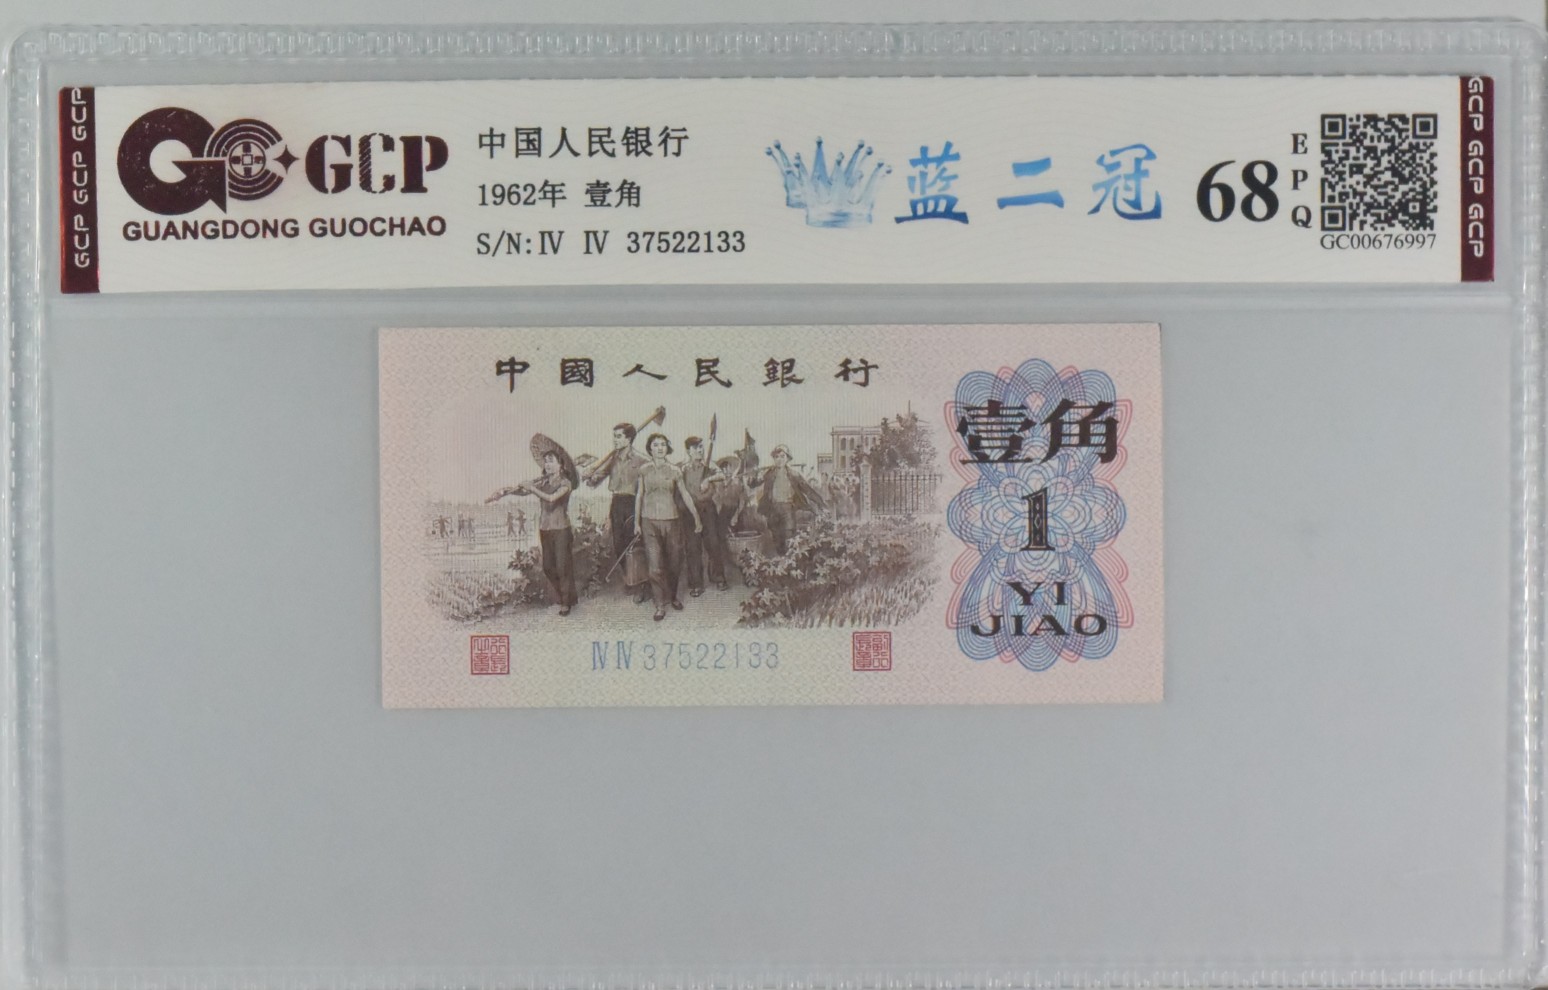 GCP
GUANGDONG GUOCHAO
中国人民银行
1962年 壹角
S/N: Ⅳ Ⅳ 37522133
蓝二冠
68
EPQ
GC00676997
GCP GCP GCP
GCP GCP GCP
中國人民銀行
壹角
1
YI
JIAO
ⅣⅣ37522133